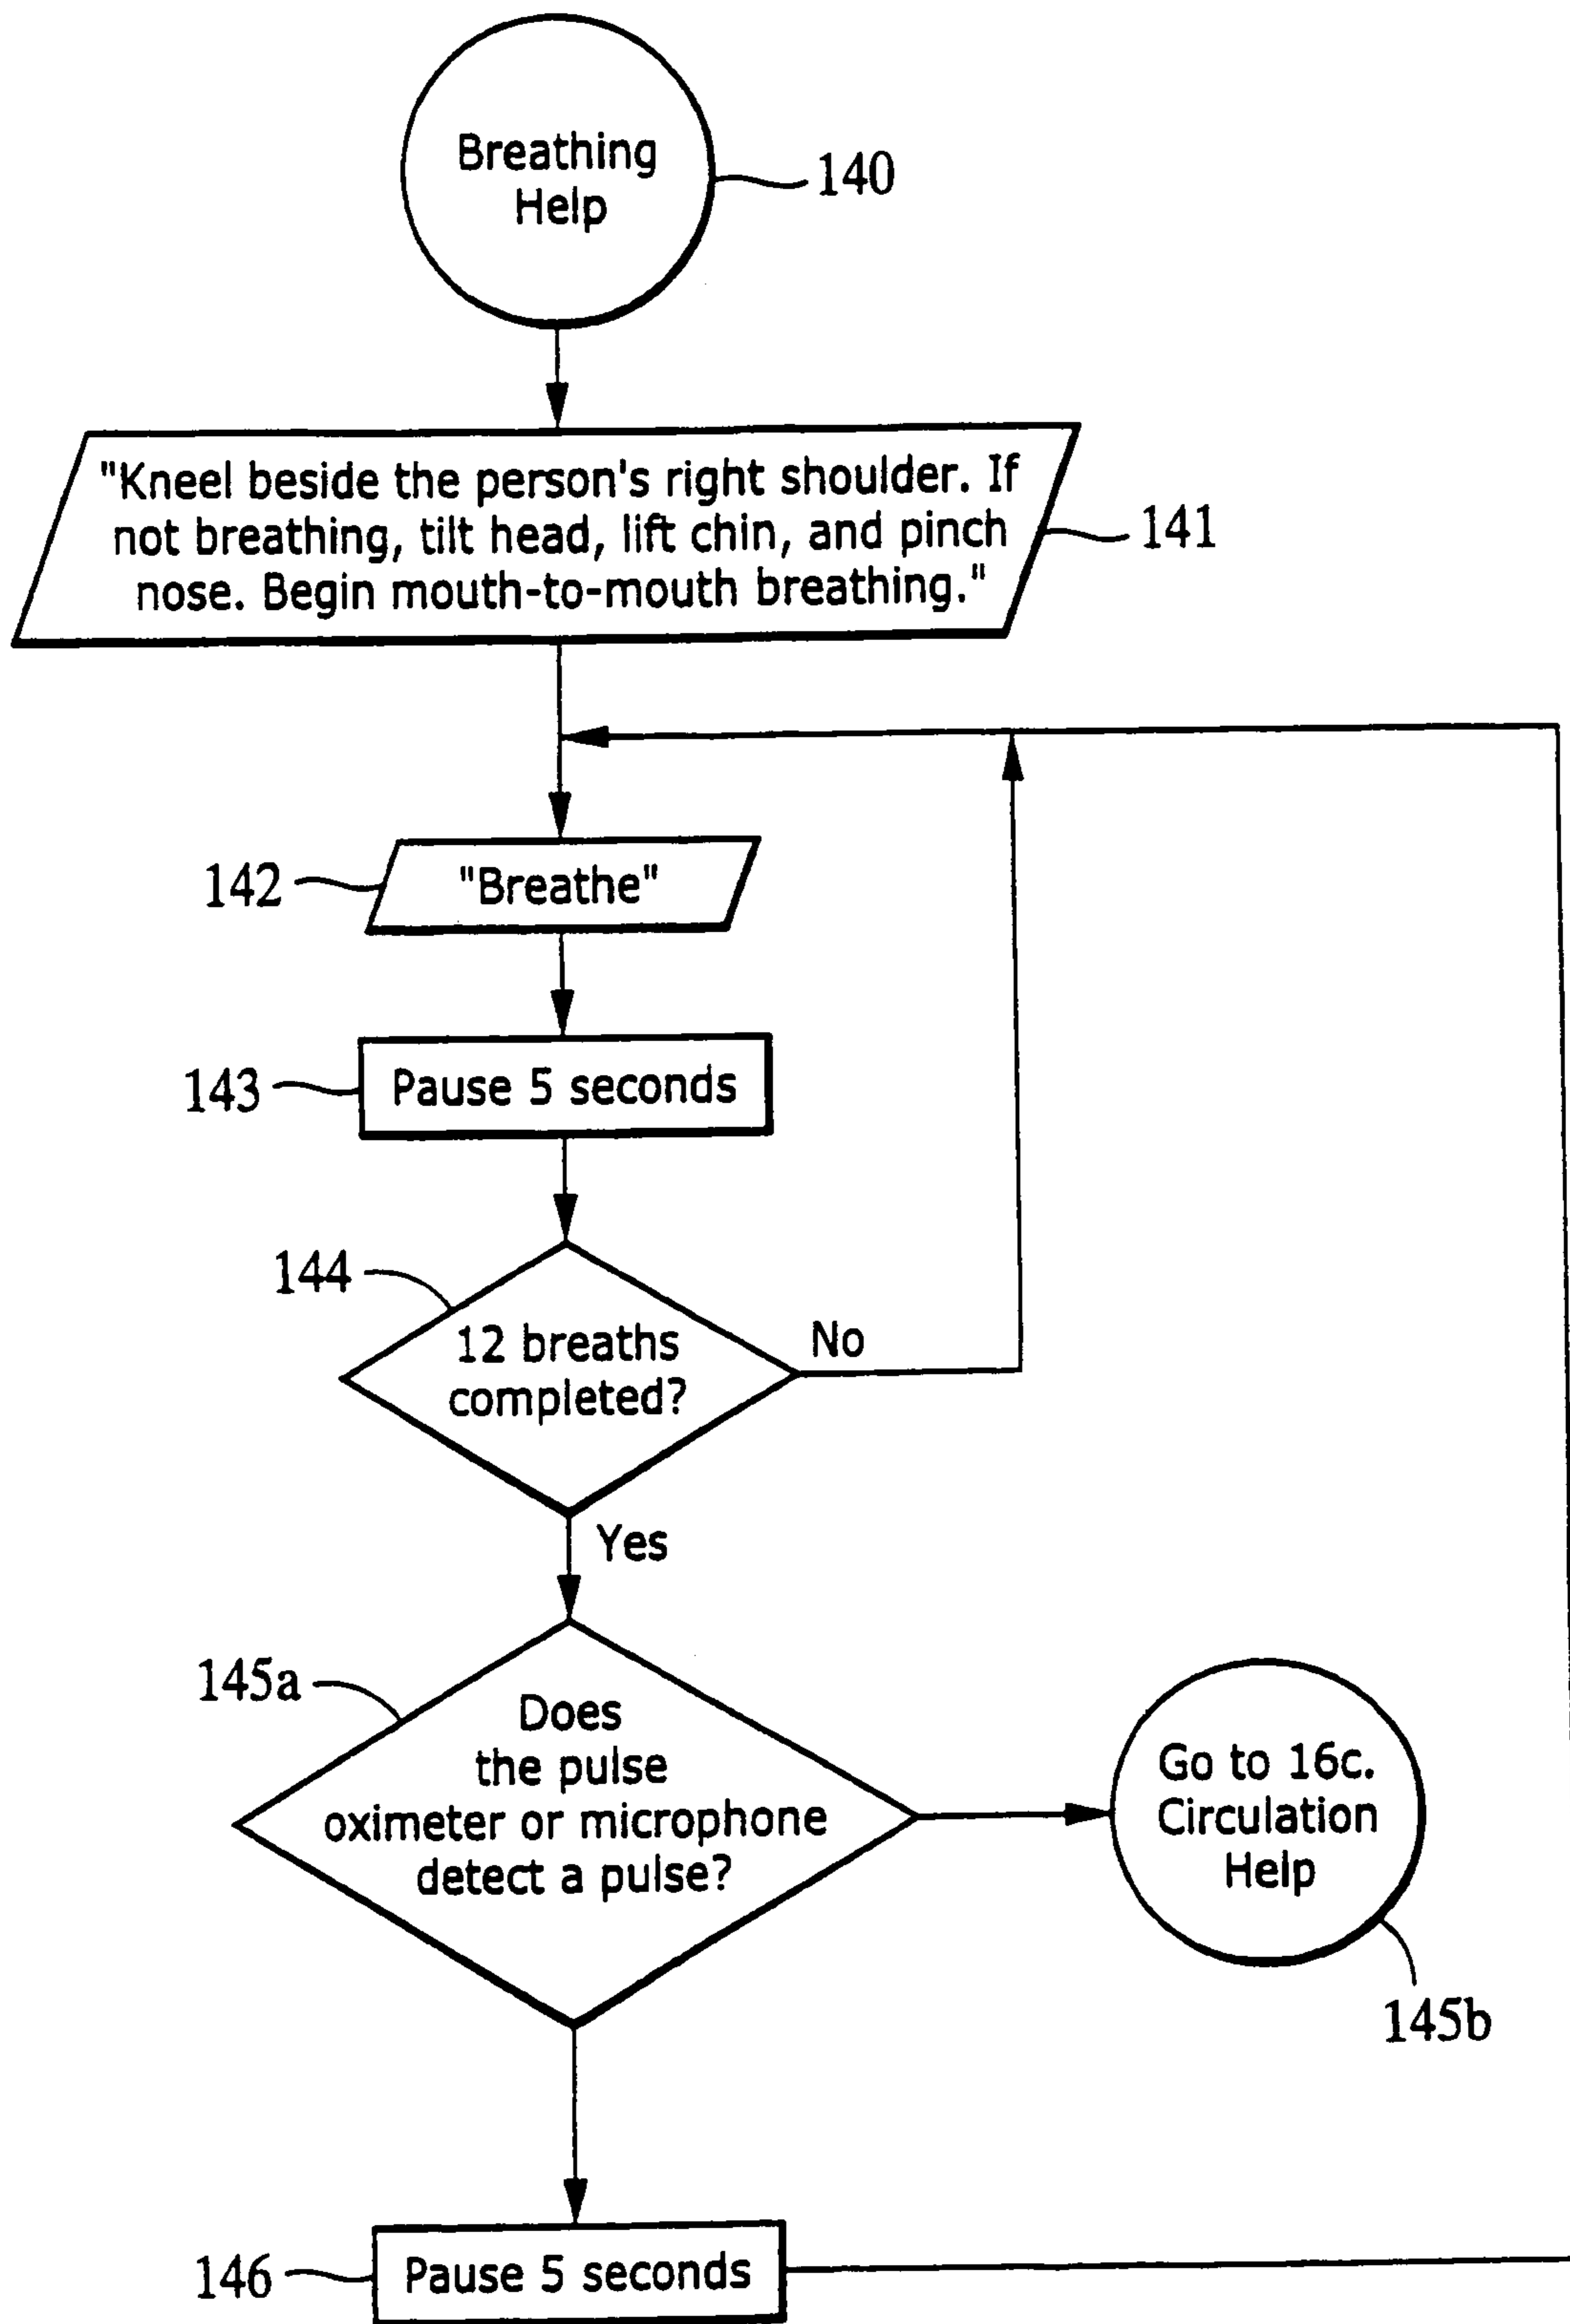 Breathing
Help
140
"Kneel beside the person's right shoulder. If
not breathing, tilt head, lift chin, and pinch
nose. Begin mouth-to-mouth breathing."
141
142
"Breathe"
143
Pause 5 seconds
144
12 breaths
completed?
No
Yes
145a
Does
the pulse
oximeter or microphone
detect a pulse?
Go to 16c.
Circulation
Help
145b
146
Pause 5 seconds